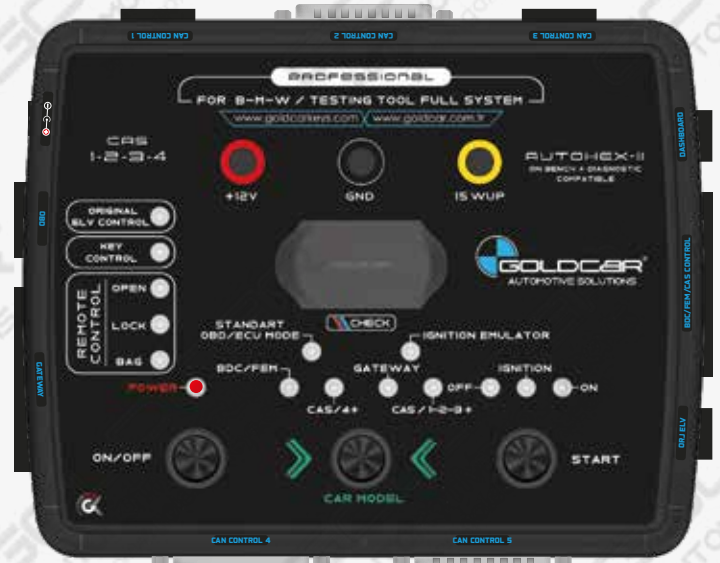 CAN CONTROL 1
CAN CONTROL 2
CAN CONTROL 3
PROFESSIONAL
FOR B-M-W / TESTING TOOL FULL SYSTEM
www.goldcarkeys.com
www.goldcar.com.tr
DASHBOARD
CAS
1-2-3-4
AUTOHEX-II
ON BENCH + DIAGNOSTIC
COMPATIBLE
+12V
GND
15 WUP
OBD
ORIGINAL
ELV CONTROL
KEY
CONTROL
REMOTE
CONTROL
OPEN
LOCK
BAG
GOLDCAR®
AUTOMOTIVE SOLUTIONS
BDC/FEM/CAS CONTROL
CHECK
STANDART
OBD/ECU MODE
IGNITION EMULATOR
GATEWAY
BDC/FEM
GATEWAY
IGNITION
POWER
OFF
ON
CAS/4+
CAS/1-2-3+
ORJ ELV
ON/OFF
START
CAR MODEL
CAN CONTROL 4
CAN CONTROL 5